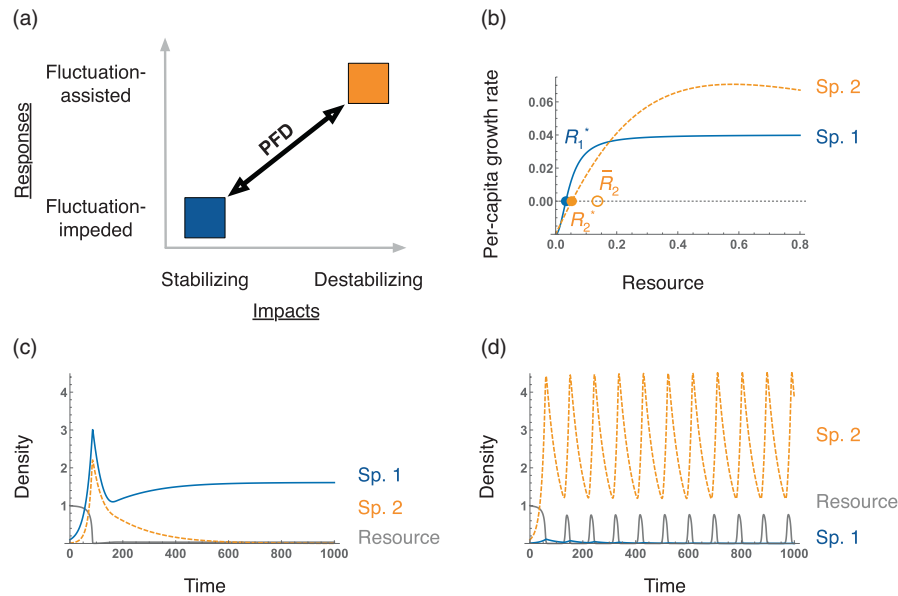 (a)
Fluctuation-
assisted
Responses
PFD
Fluctuation-
impeded
Stabilizing
Destabilizing
Impacts
(b)
Per-capita growth rate
0.06
0.04
0.02
0.00
Sp. 2
Sp. 1
R1*
R̅2
R2*
0.0 0.2 0.4 0.6 0.8
Resource
(c)
Density
4
3
2
1
Sp. 1
Sp. 2
Resource
0 200 400 600 800 1000
Time
(d)
Density
4
3
2
1
Sp. 2
Resource
Sp. 1
0 200 400 600 800 1000
Time